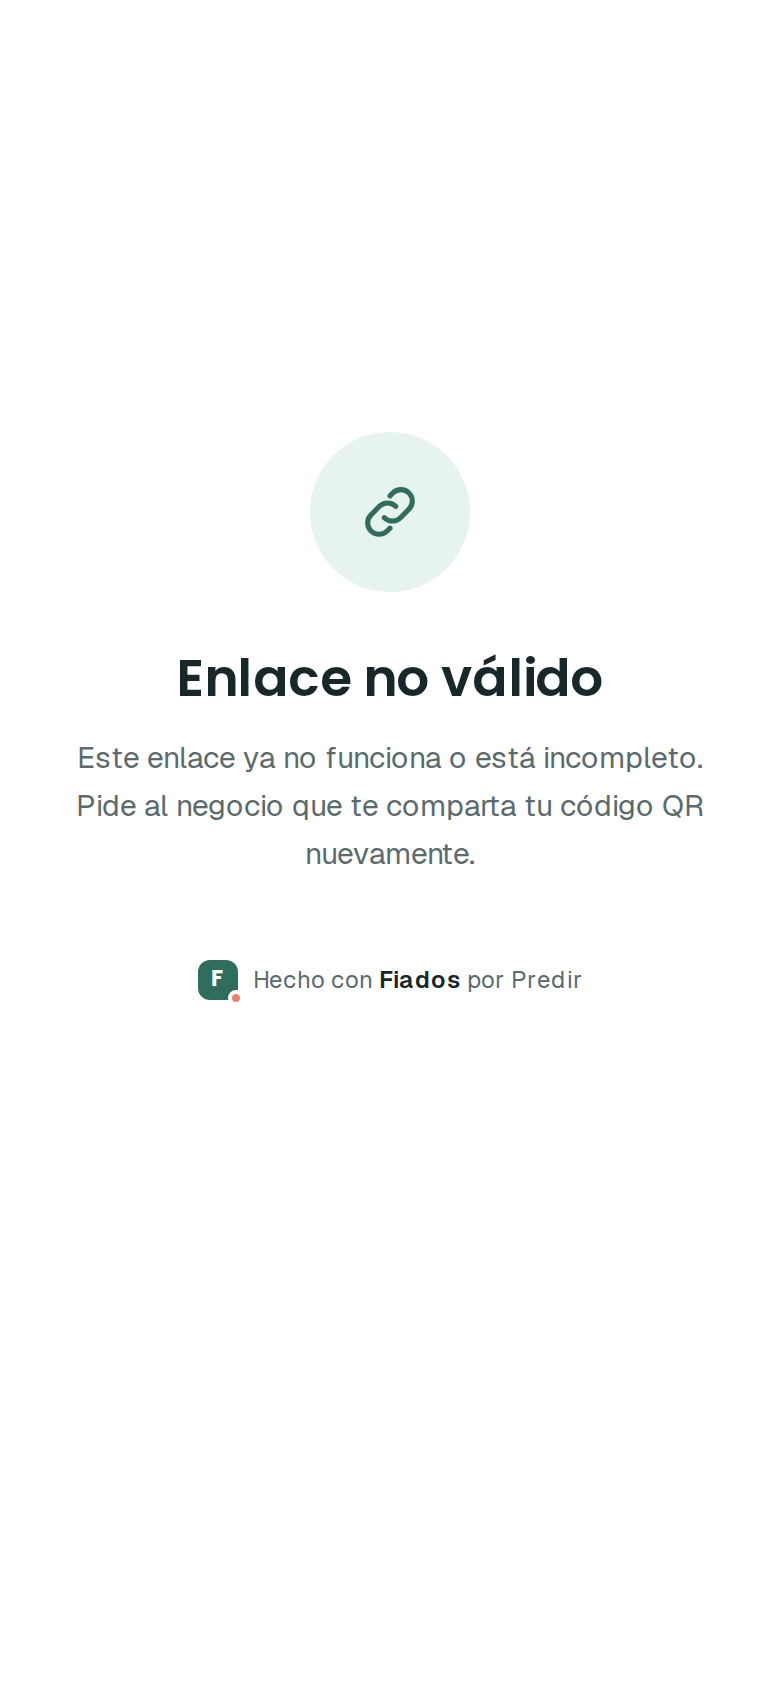 Enlace no válido
Este enlace ya no funciona o está incompleto.
Pide al negocio que te comparta tu código QR
nuevamente.
F Hecho con Fiados por Predir